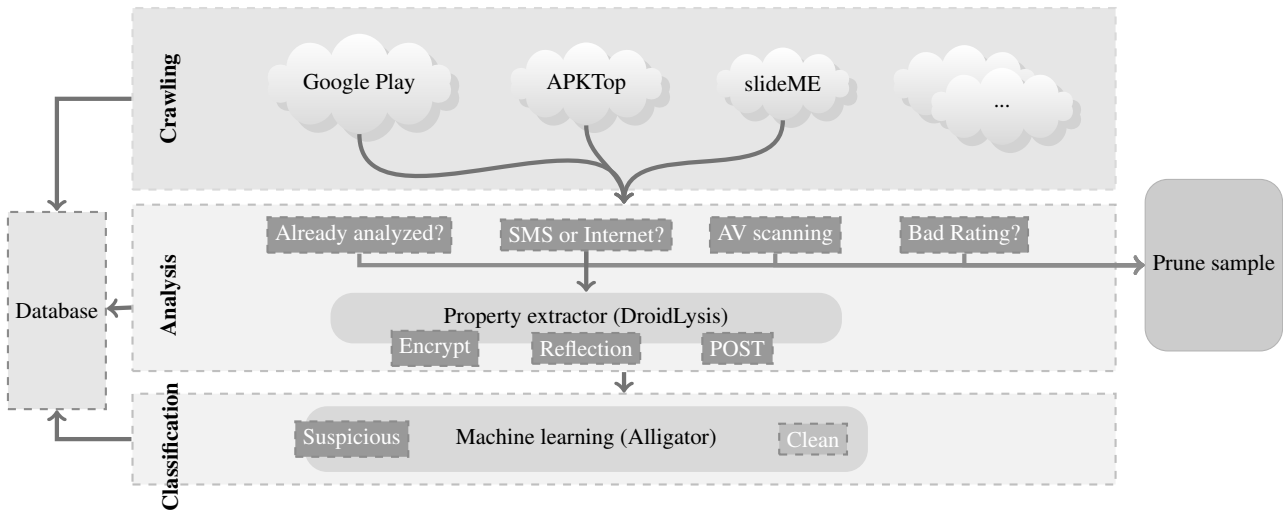 Crawling
Google Play
APKTop
slideME
...
Already analyzed?
SMS or Internet?
AV scanning
Bad Rating?
Prune sample
Database
Analysis
Property extractor (DroidLysis)
Encrypt
Reflection
POST
Classification
Suspicious
Machine learning (Alligator)
Clean